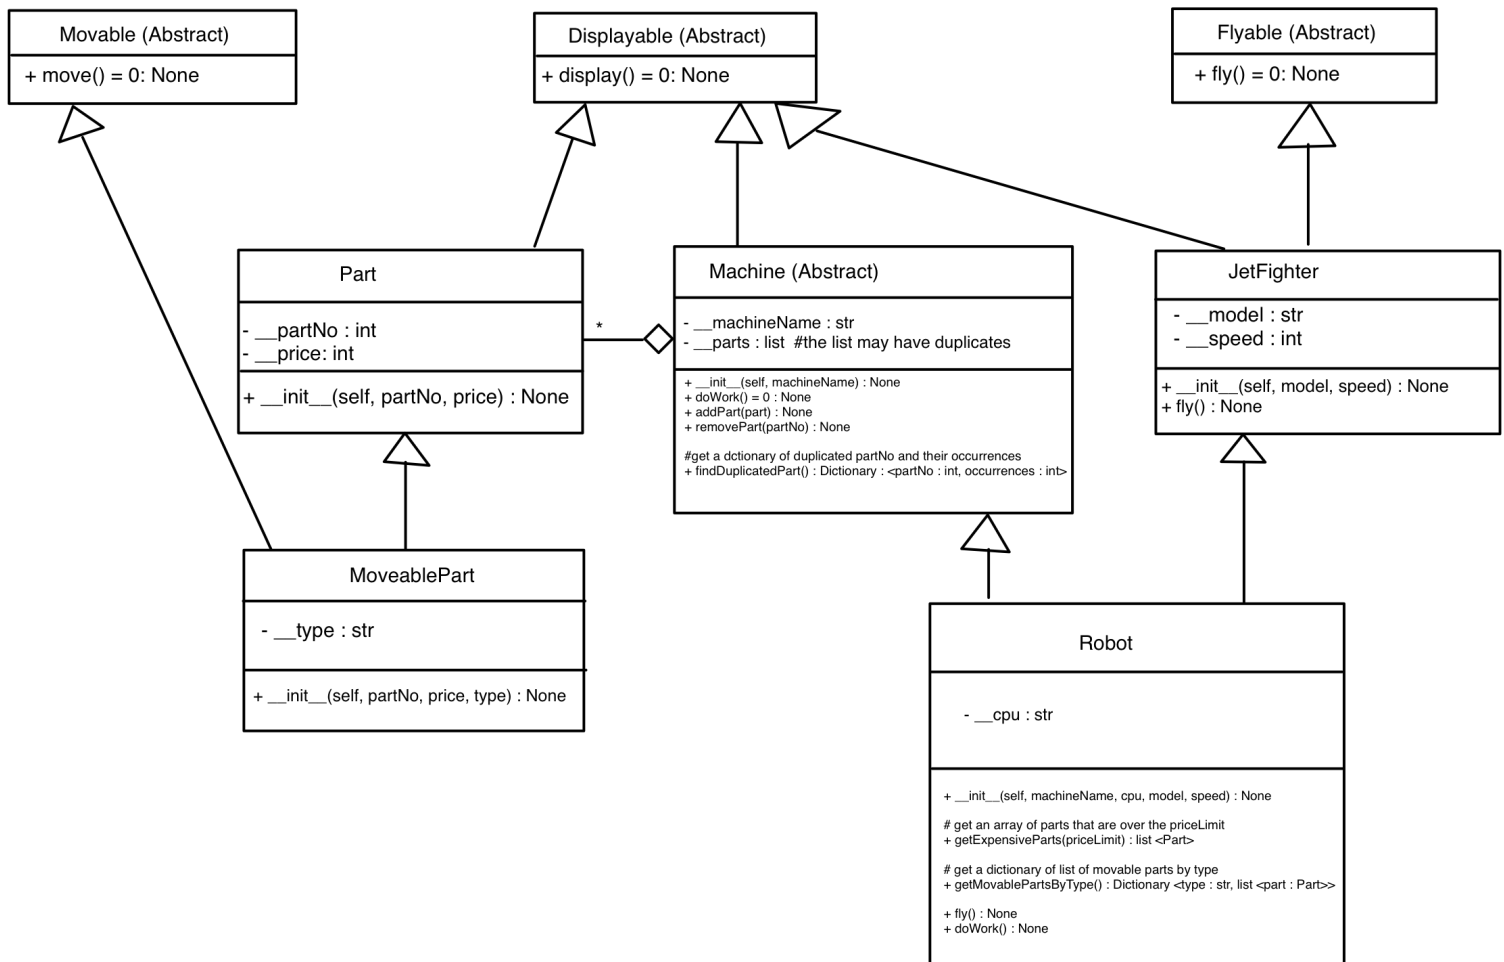 Movable (Abstract)
+ move() = 0: None
Displayable (Abstract)
+ display() = 0: None
Flyable (Abstract)
+ fly() = 0: None
Part
- __partNo : int
- __price: int
+ __init__(self, partNo, price) : None
*
Machine (Abstract)
- __machineName : str
- __parts : list  #the list may have duplicates
+ __init__(self, machineName) : None
+ doWork() = 0 : None
+ addPart(part) : None
+ removePart(partNo) : None
#get a dctionary of duplicated partNo and their occurrences
+ findDuplicatedPart() : Dictionary : <partNo : int, occurrences : int>
JetFighter
- __model : str
- __speed : int
+ __init__(self, model, speed) : None
+ fly() : None
MoveablePart
- __type : str
+ __init__(self, partNo, price, type) : None
Robot
- __cpu : str
+ __init__(self, machineName, cpu, model, speed) : None
# get an array of parts that are over the priceLimit
+ getExpensiveParts(priceLimit) : list <Part>
# get a dictionary of list of movable parts by type
+ getMovablePartsByType() : Dictionary <type : str, list <part : Part>>
+ fly() : None
+ doWork() : None